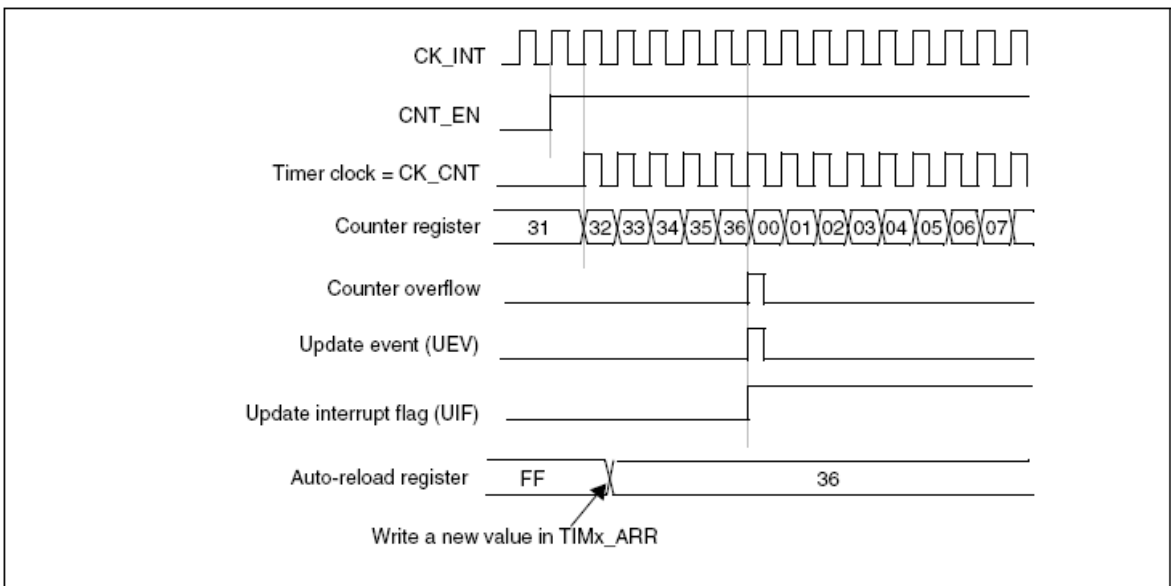 CK_INT
CNT_EN
Timer clock = CK_CNT
Counter register 31 32 33 34 35 36 00 01 02 03 04 05 06 07
Counter overflow
Update event (UEV)
Update interrupt flag (UIF)
Auto-reload register FF 36
Write a new value in TIMx_ARR